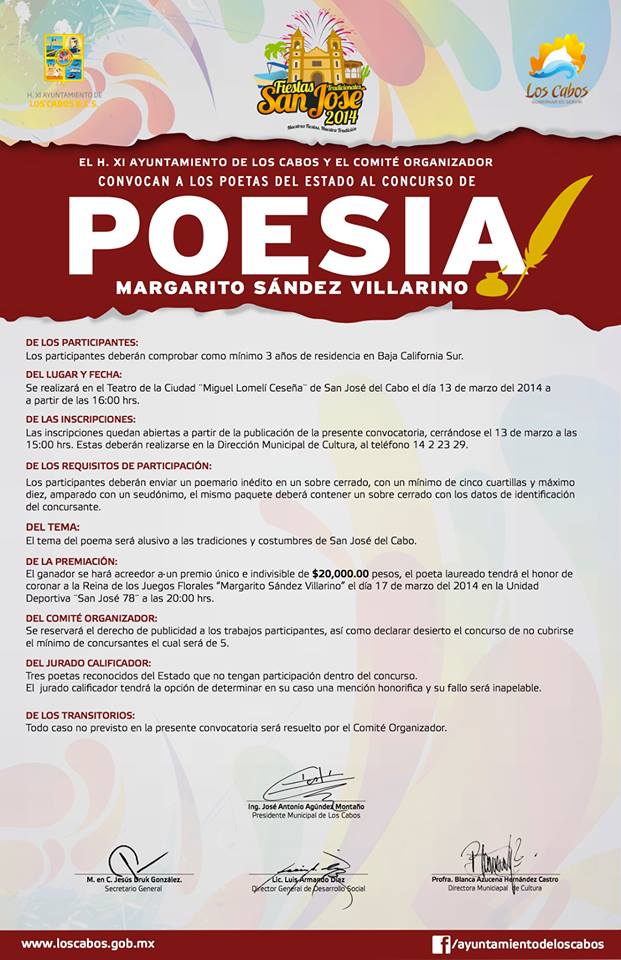 H. XI AYUNTAMIENTO DE
LOS CABOS B.C.S.
Fiestas
Tradicionales
San José
2014
Nuestras Fiestas, Nuestra Tradición
Los Cabos
GOBERNAR ES SERVIR
EL H. XI AYUNTAMIENTO DE LOS CABOS Y EL COMITÉ ORGANIZADOR
CONVOCAN A LOS POETAS DEL ESTADO AL CONCURSO DE
POESIA
MARGARITO SÁNDEZ VILLARINO
DE LOS PARTICIPANTES:
Los participantes deberán comprobar como mínimo 3 años de residencia en Baja California Sur.
DEL LUGAR Y FECHA:
Se realizará en el Teatro de la Ciudad ¨Miguel Lomelí Ceseña¨ de San José del Cabo el día 13 de marzo del 2014 a
a partir de las 16:00 hrs.
DE LAS INSCRIPCIONES:
Las inscripciones quedan abiertas a partir de la publicación de la presente convocatoria, cerrándose el 13 de marzo a las
15:00 hrs. Estas deberán realizarse en la Dirección Municipal de Cultura, al teléfono 14 2 23 29.
DE LOS REQUISITOS DE PARTICIPACIÓN:
Los participantes deberán enviar un poemario inédito en un sobre cerrado, con un mínimo de cinco cuartillas y máximo
diez, amparado con un seudónimo, el mismo paquete deberá contener un sobre cerrado con los datos de identificación
del concursante.
DEL TEMA:
El tema del poema será alusivo a las tradiciones y costumbres de San José del Cabo.
DE LA PREMIACIÓN:
El ganador se hará acreedor a-un premio único e indivisible de $20,000.00 pesos, el poeta laureado tendrá el honor de
coronar a la Reina de los Juegos Florales “Margarito Sández Villarino” el día 17 de marzo del 2014 en la Unidad
Deportiva ¨San José 78¨ a las 20:00 hrs.
DEL COMITÉ ORGANIZADOR:
Se reservará el derecho de publicidad a los trabajos participantes, así como declarar desierto el concurso de no cubrirse
el mínimo de concursantes el cual será de 5.
DEL JURADO CALIFICADOR:
Tres poetas reconocidos del Estado que no tengan participación dentro del concurso.
El jurado calificador tendrá la opción de determinar en su caso una mención honorifica y su fallo será inapelable.
DE LOS TRANSITORIOS:
Todo caso no previsto en la presente convocatoria será resuelto por el Comité Organizador.
Ing. José Antonio Agúndez Montaño
Presidente Municipal de Los Cabos
M. en C. Jesús Druk González.
Secretario General
Lic. Luis Armando Díaz
Director General de Desarrollo Social
Profra. Blanca Azucena Hernández Castro
Directora Municiapal de Cultura
www.loscabos.gob.mx
f/ayuntamientodeloscabos